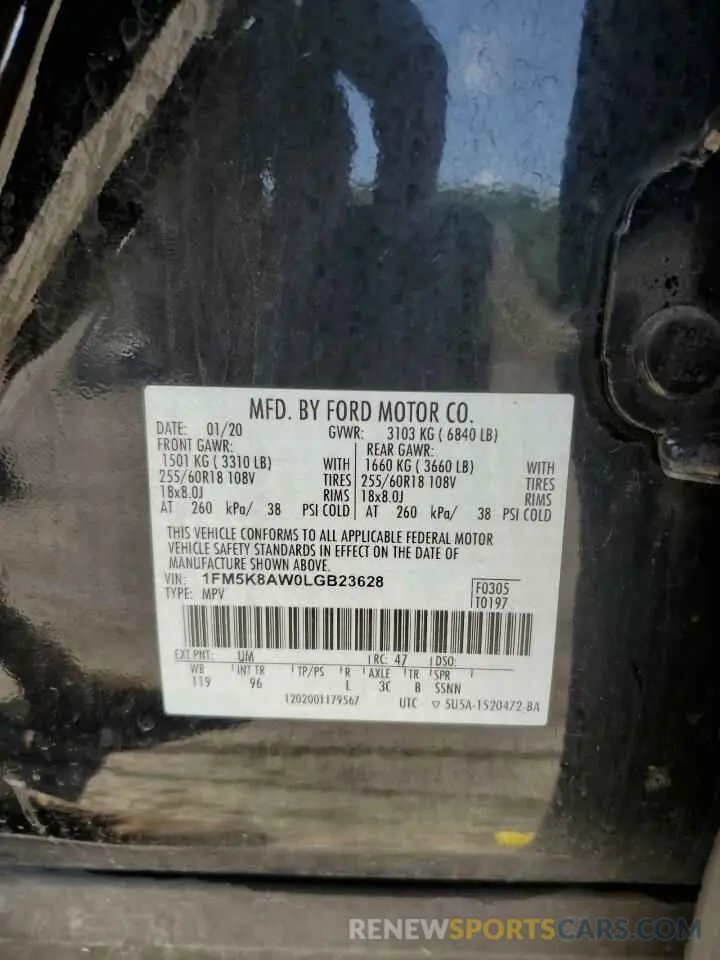 MFD. BY FORD MOTOR CO.
DATE: 01/20 GVWR: 3103 KG ( 6840 LB)
FRONT GAWR: REAR GAWR:
1501 KG ( 3310 LB) WITH 1660 KG ( 3660 LB) WITH
255/60R18 108V TIRES 255/60R18 108V TIRES
18x8.0J RIMS 18x8.0J RIMS
AT 260 kPa/ 38 PSI COLD AT 260 kPa/ 38 PSI COLD
THIS VEHICLE CONFORMS TO ALL APPLICABLE FEDERAL MOTOR
VEHICLE SAFETY STANDARDS IN EFFECT ON THE DATE OF
MANUFACTURE SHOWN ABOVE.
VIN: 1FM5K8AW0LGB23628 F0305
TYPE: MPV T0197
EXT PNT: UM RC: 47 DSO:
WB INT TR TP/PS R AXLE TR SPR
119 96 L 3C B SSNN
1202001179567 UTC ▽ 5U5A-1520472-BA
RENEWSPORTSCARS.COM